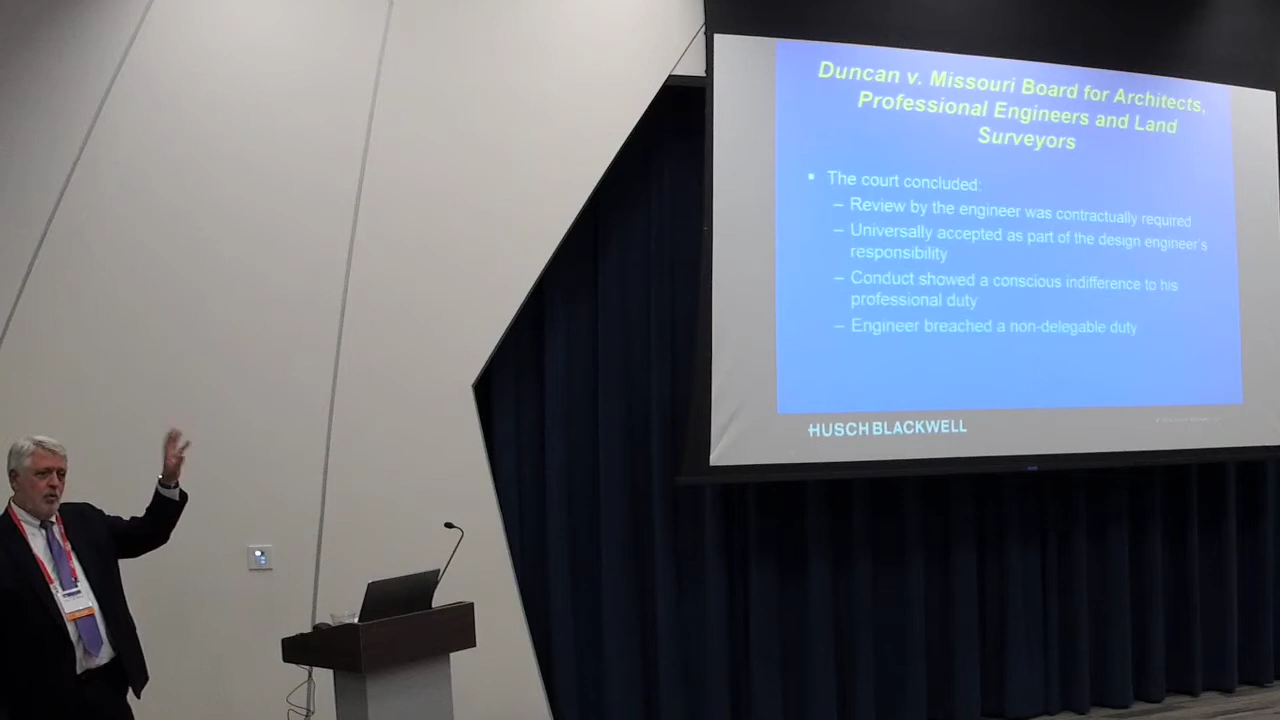 Duncan v. Missouri Board for Architects,
Professional Engineers and Land
Surveyors
▪ The court concluded:
– Review by the engineer was contractually required
– Universally accepted as part of the design engineer's
responsibility
– Conduct showed a conscious indifference to his
professional duty
– Engineer breached a non-delegable duty
HUSCH BLACKWELL